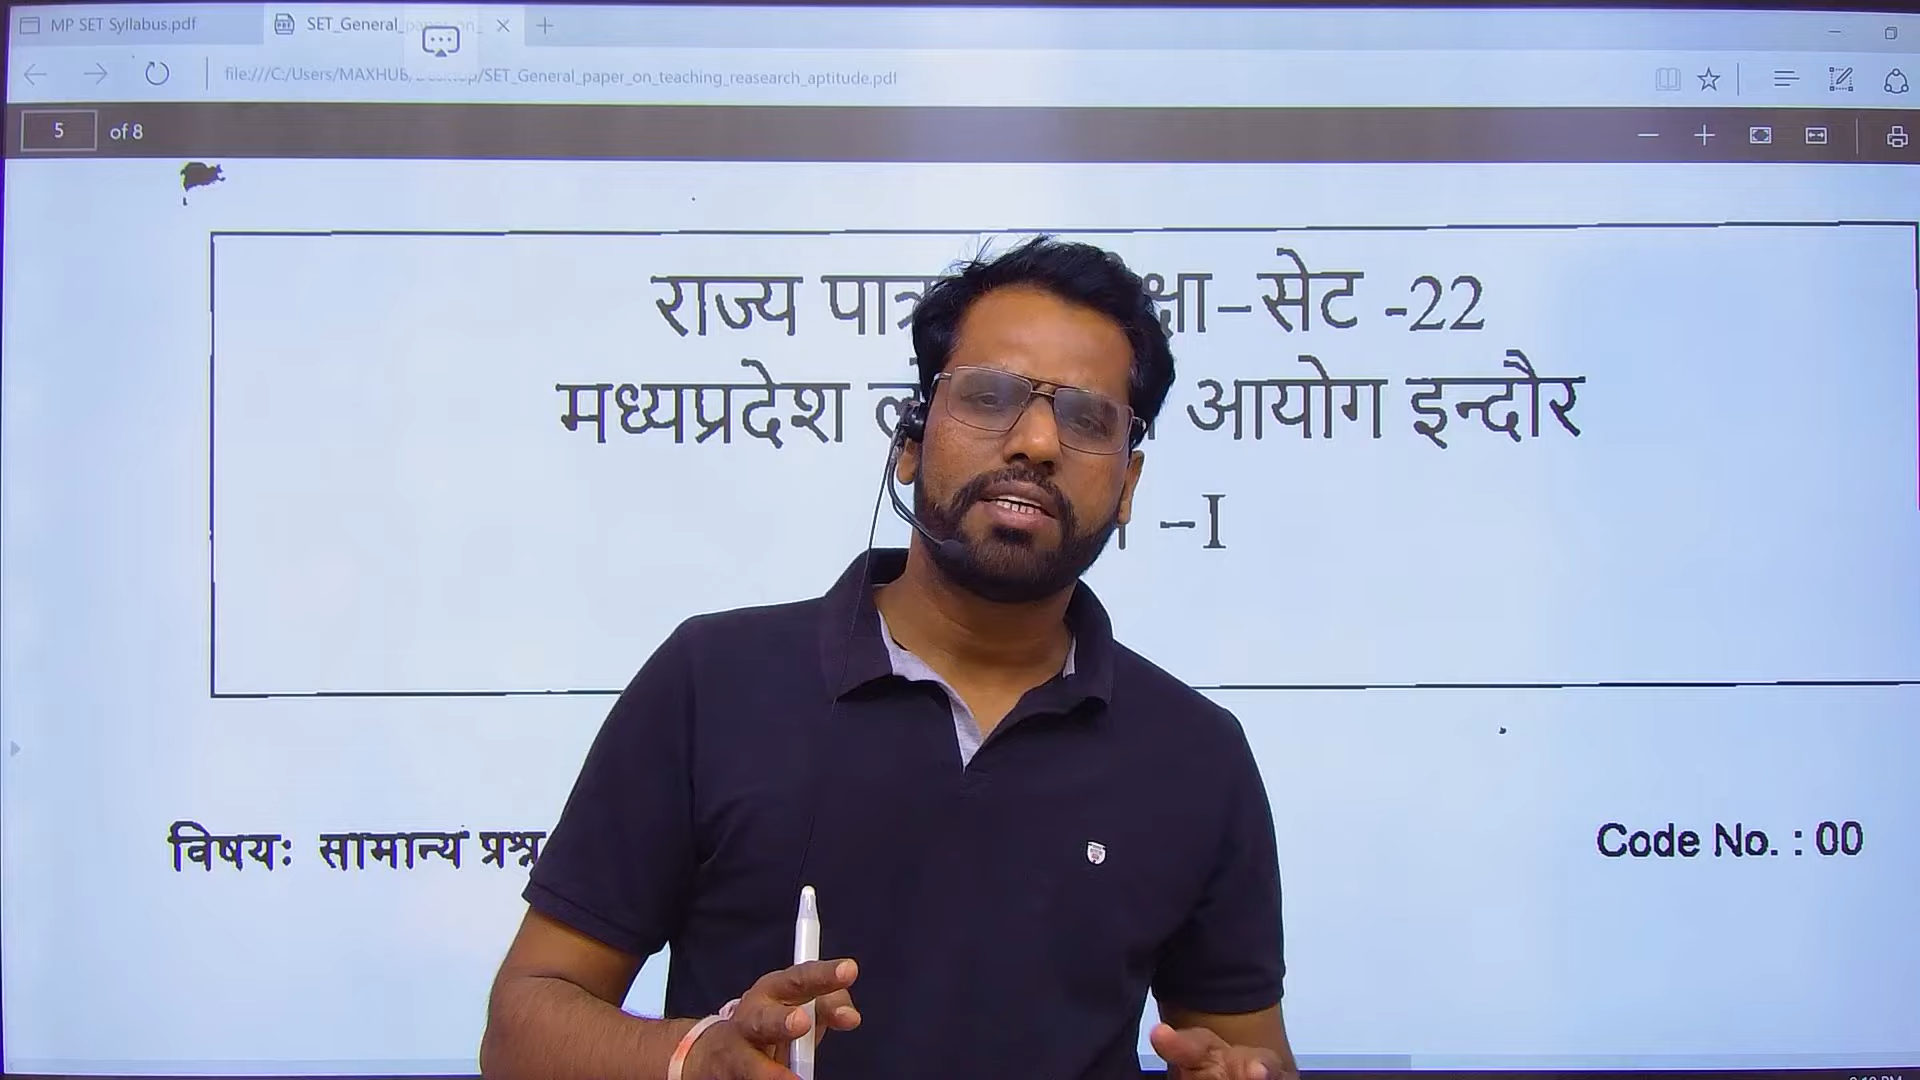 MP SET Syllabus.pdf
SET_General_
file:///C:/Users/MAXHUB/ /SET_General_paper_on_teaching_reasearch_aptitude.pdf
5 of 8
राज्य –सेट -22
मध्यप्रदेश आयोग इन्दौर
–I
विषयः सामान्य
Code No. : 00